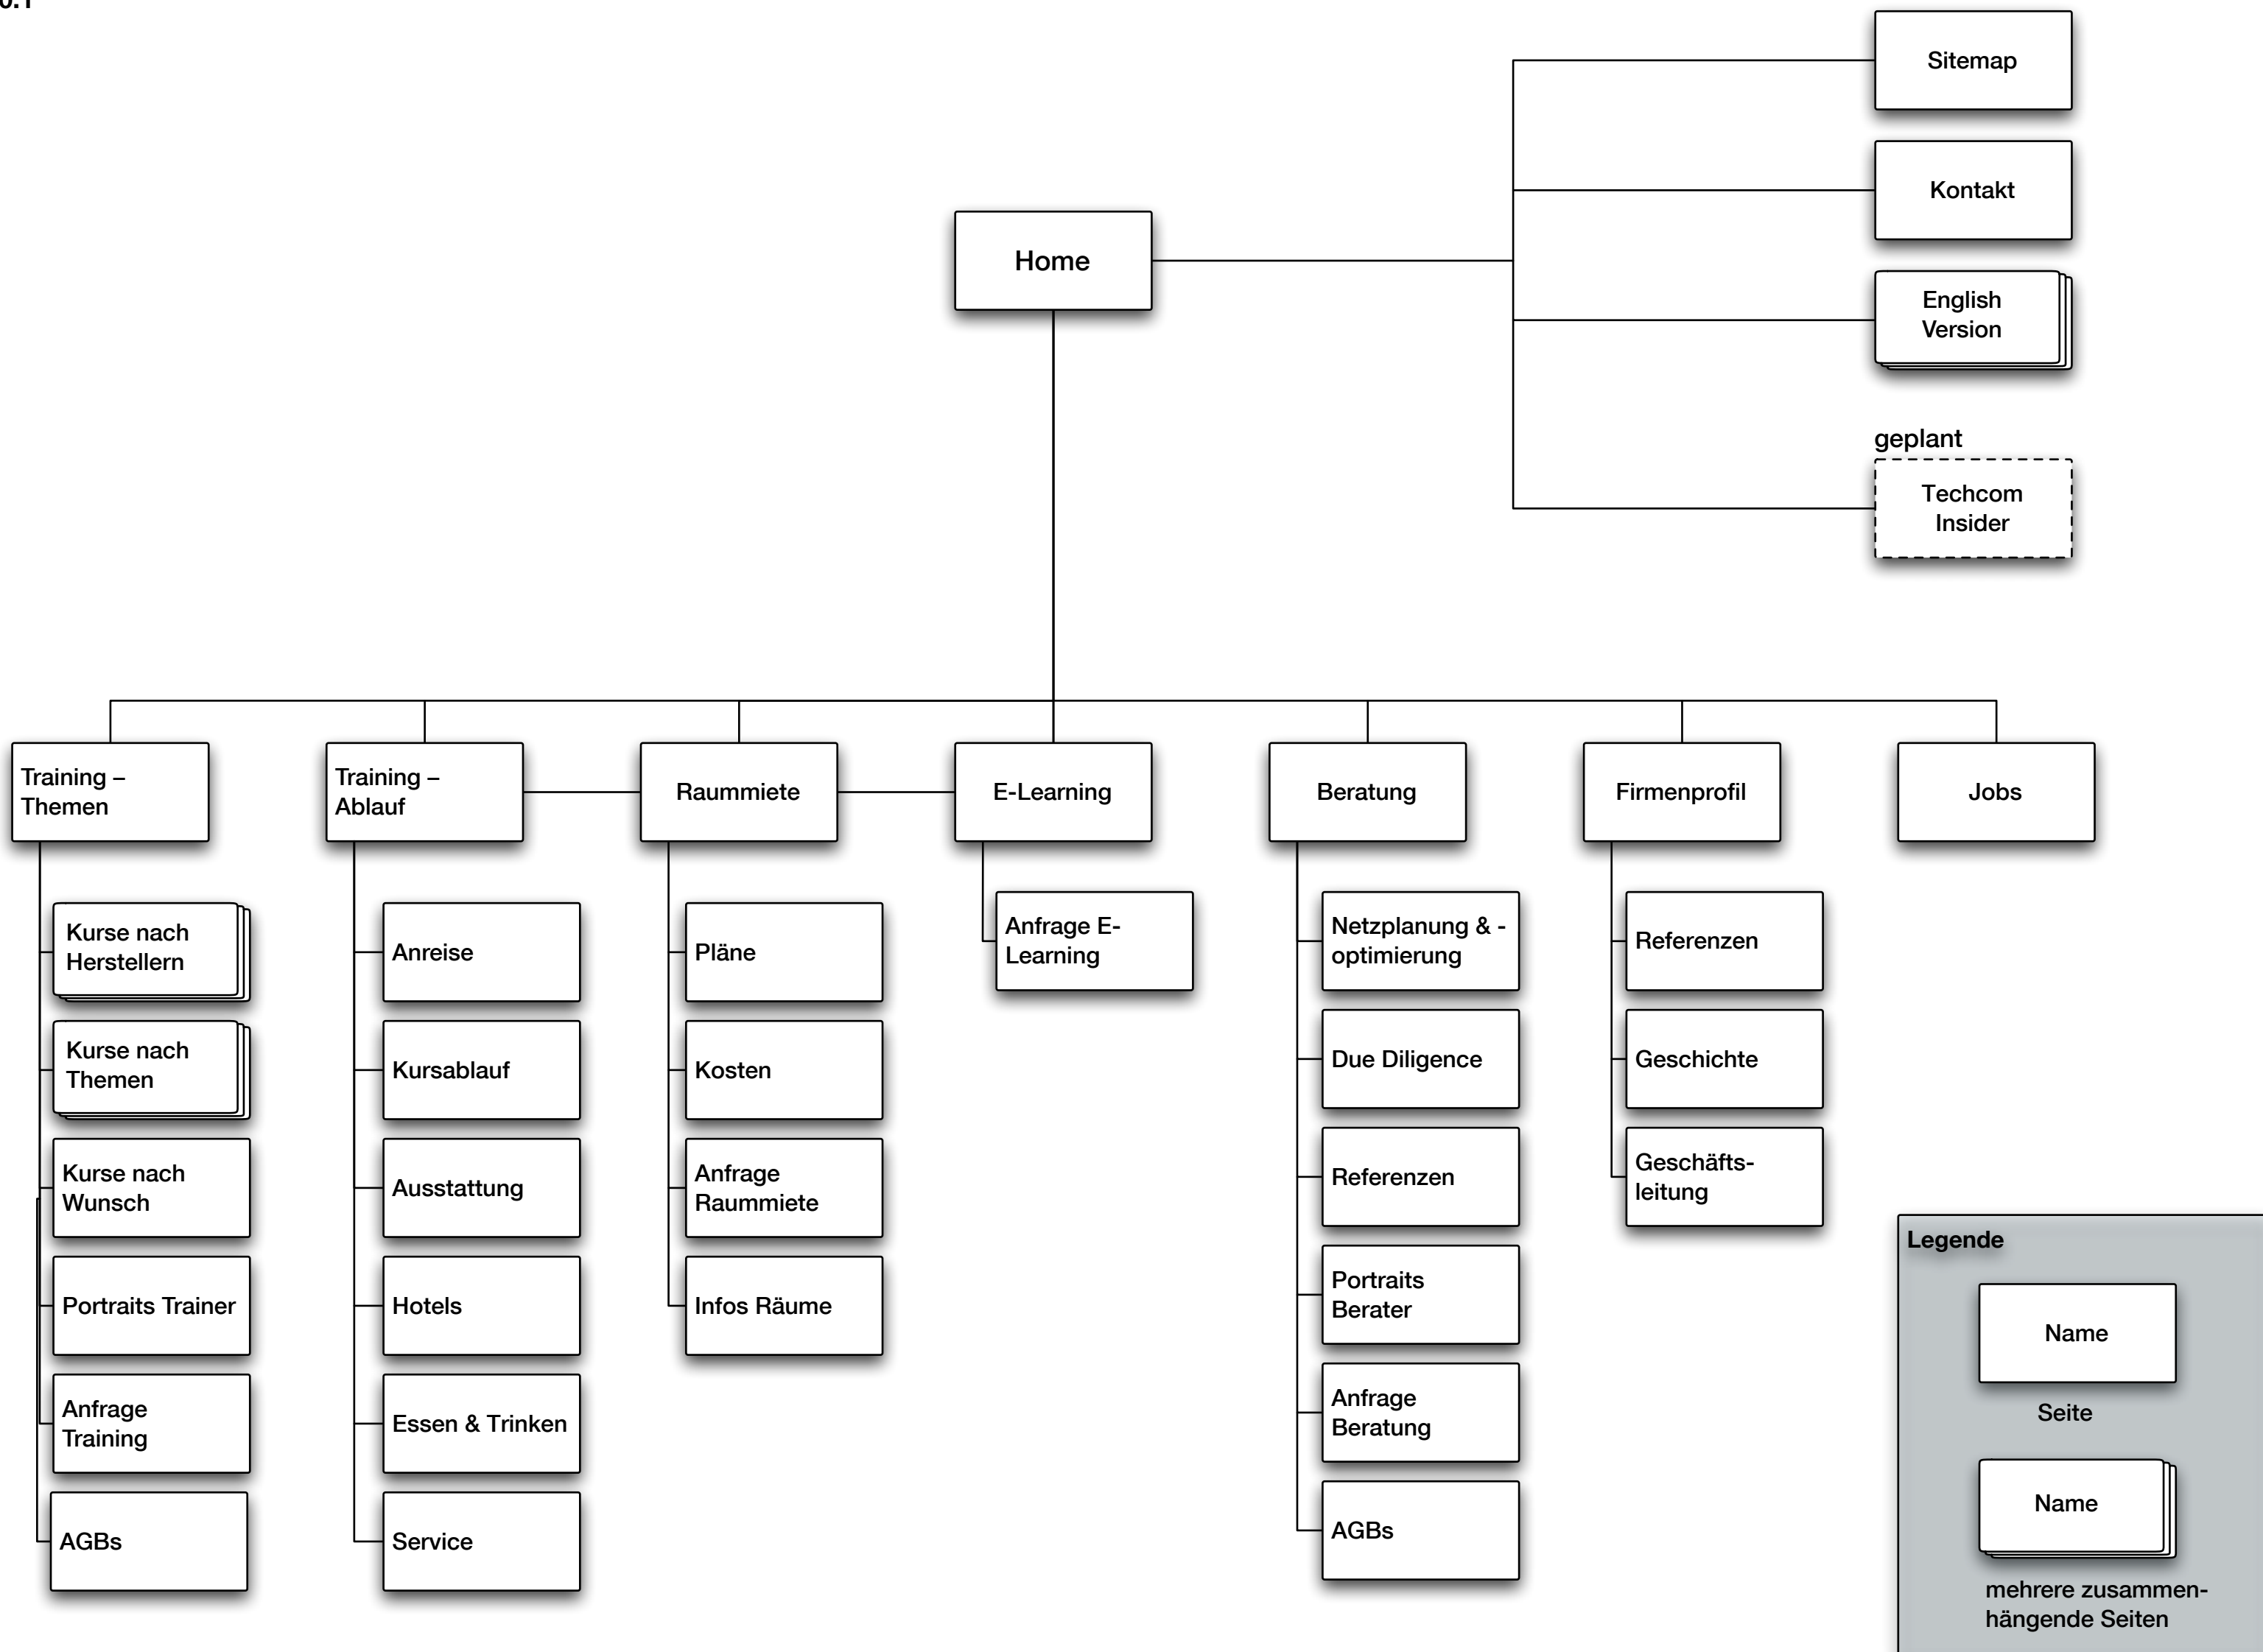 Sitemap
Kontakt
Home
English
Version
geplant
Techcom
Insider
Training –
Themen
Training –
Ablauf
Raummiete
E-Learning
Beratung
Firmenprofil
Jobs
Kurse nach
Herstellern
Kurse nach
Themen
Kurse nach
Wunsch
Portraits Trainer
Anfrage
Training
AGBs
Anreise
Kursablauf
Ausstattung
Hotels
Essen & Trinken
Service
Pläne
Kosten
Anfrage
Raummiete
Infos Räume
Anfrage E-
Learning
Netzplanung & -
optimierung
Due Diligence
Referenzen
Portraits
Berater
Anfrage
Beratung
AGBs
Referenzen
Geschichte
Geschäfts-
leitung
Legende
Name
Seite
Name
mehrere zusammen-
hängende Seiten